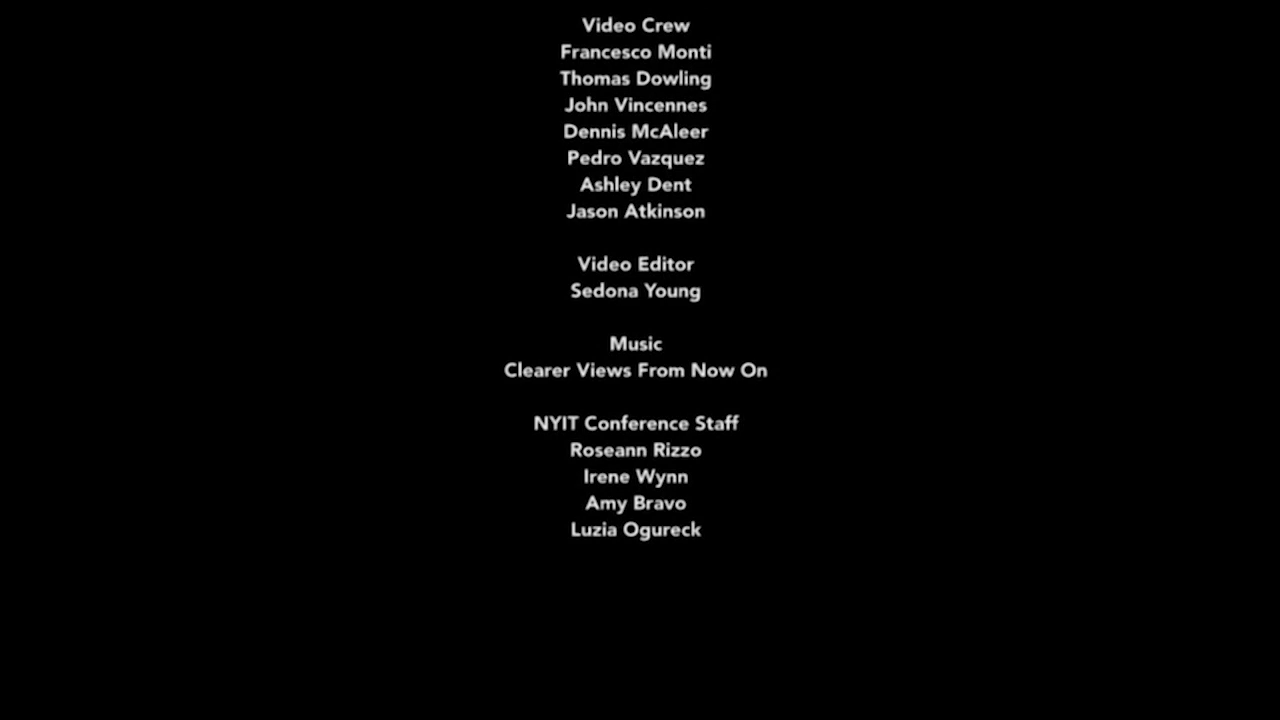 Video Crew
Francesco Monti
Thomas Dowling
John Vincennes
Dennis McAleer
Pedro Vazquez
Ashley Dent
Jason Atkinson
Video Editor
Sedona Young
Music
Clearer Views From Now On
NYIT Conference Staff
Roseann Rizzo
Irene Wynn
Amy Bravo
Luzia Ogureck